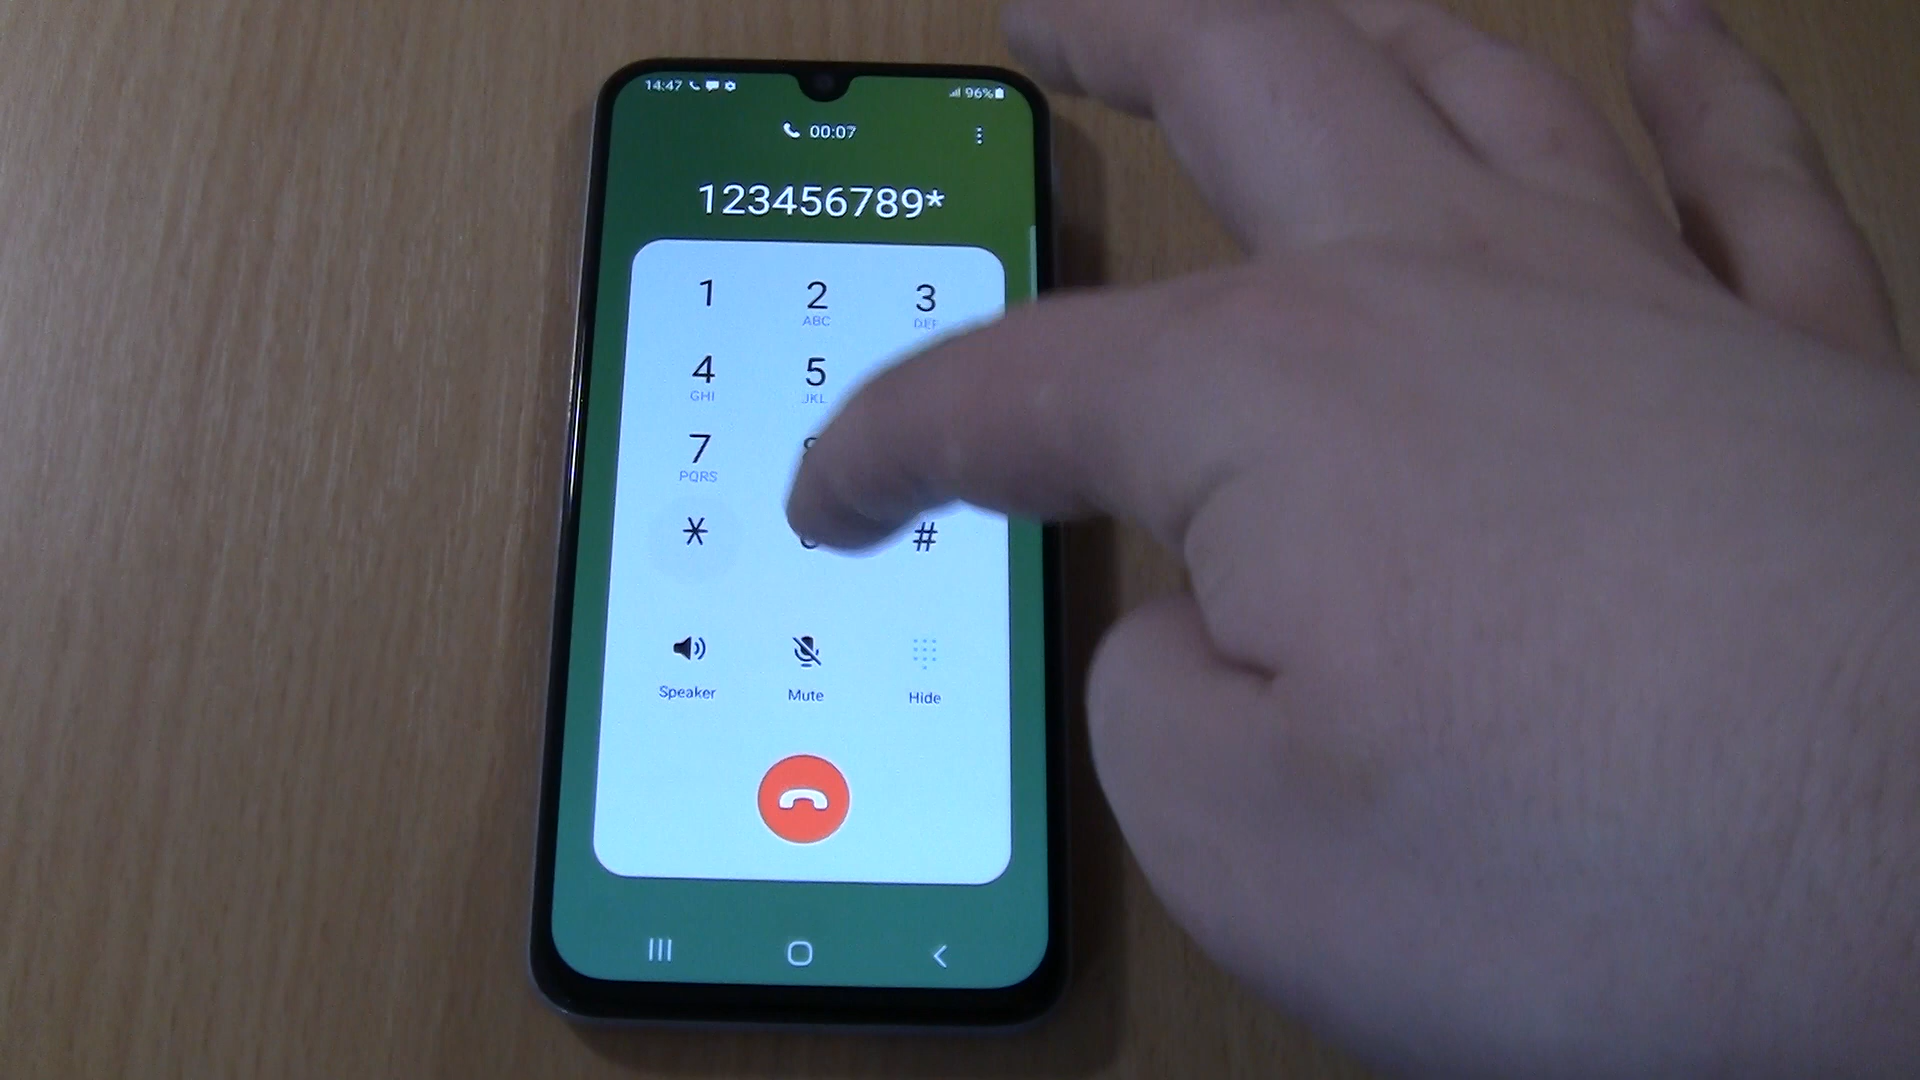 14:47 96%
00:07
123456789*
1 2 3
ABC DEF
4 5
GHI JKL
7
PQRS
* #
Speaker Mute Hide